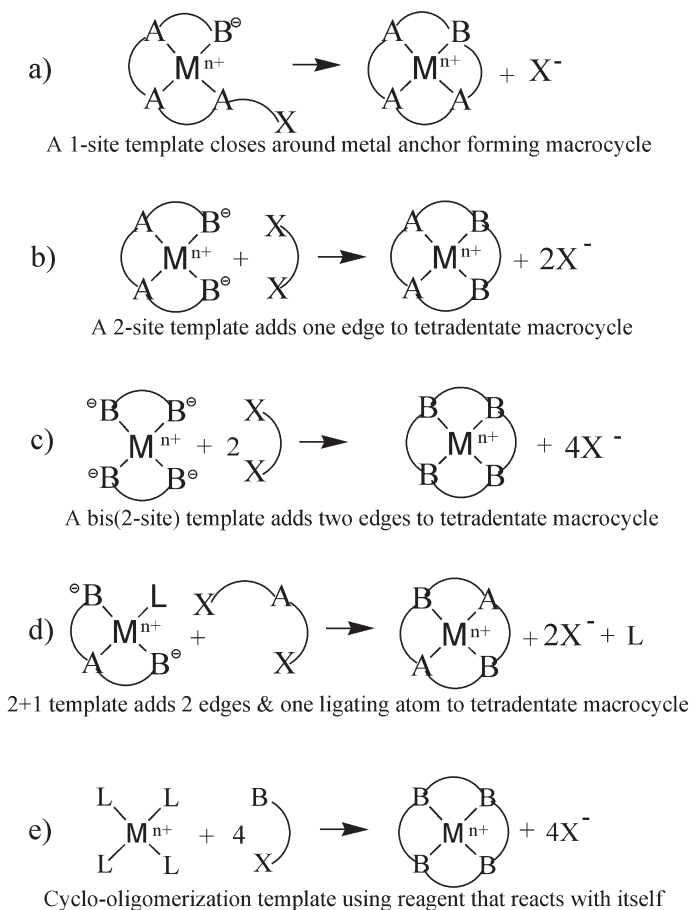 A B⊖
a) M n+ → A B M n+ A A + X⁻
A A X
A 1-site template closes around metal anchor forming macrocycle
A B⊖ X A B
b) M n+ + → M n+ + 2X⁻
A B⊖ X A B
A 2-site template adds one edge to tetradentate macrocycle
⊖B B⊖ X B B
c) M n+ + 2 → M n+ + 4X⁻
⊖B B⊖ X B B
A bis(2-site) template adds two edges to tetradentate macrocycle
⊖B L X A B A
d) M n+ + → M n+ +2X⁻+ L
A B⊖ X A B
2+1 template adds 2 edges & one ligating atom to tetradentate macrocycle
L L B B B
e) M n+ + 4 → M n+ + 4X⁻
L L X B B
Cyclo-oligomerization template using reagent that reacts with itself